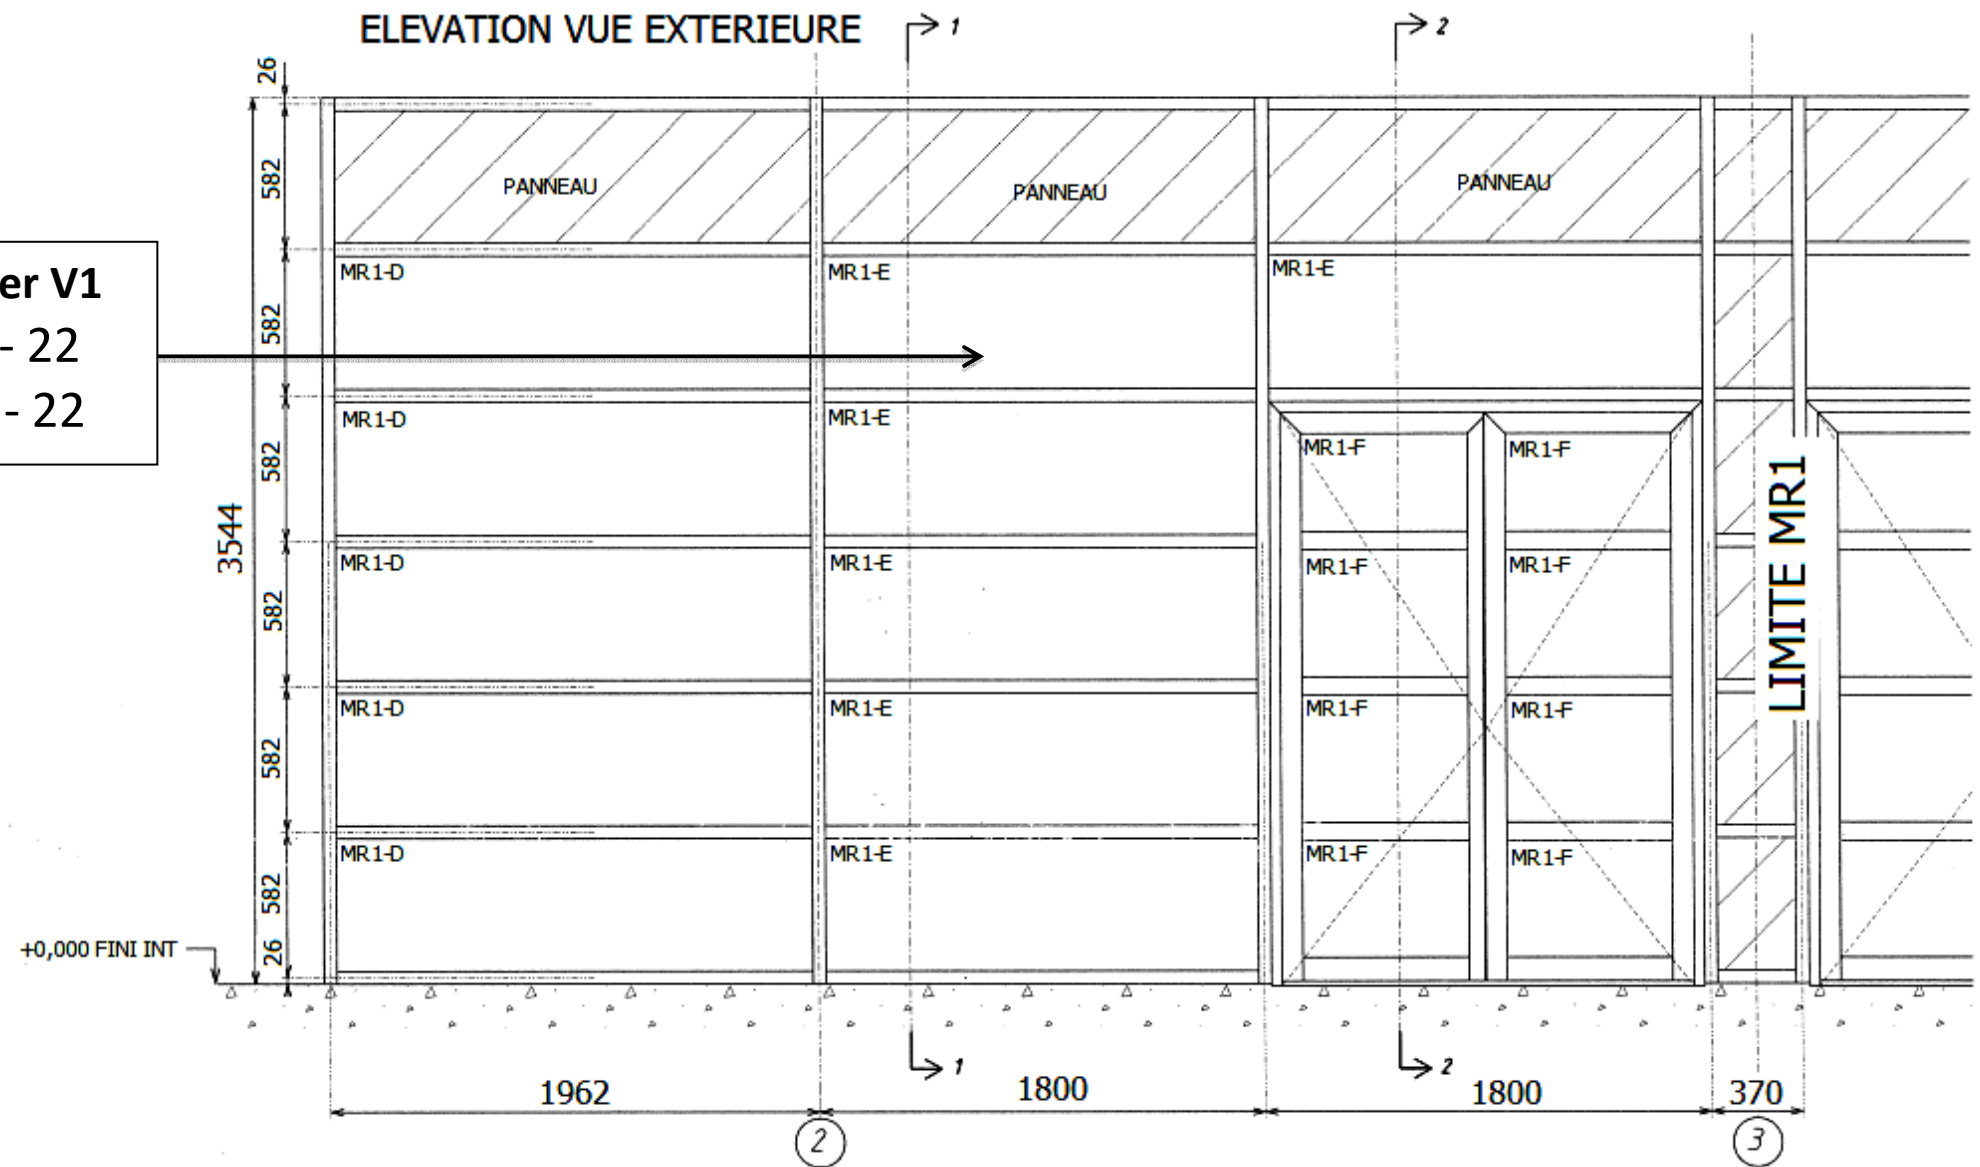 ELEVATION VUE EXTERIEURE
1
2
26
582
PANNEAU
PANNEAU
PANNEAU
MR1-D
MR1-E
MR1-E
er V1
- 22
- 22
582
MR1-D
MR1-E
MR1-F
MR1-F
582
3544
LIMITE MR1
MR1-D
MR1-E
MR1-F
MR1-F
582
MR1-D
MR1-E
MR1-F
MR1-F
582
MR1-D
MR1-E
MR1-F
MR1-F
582
26
+0,000 FINI INT
1
2
1962
1800
1800
370
2
3